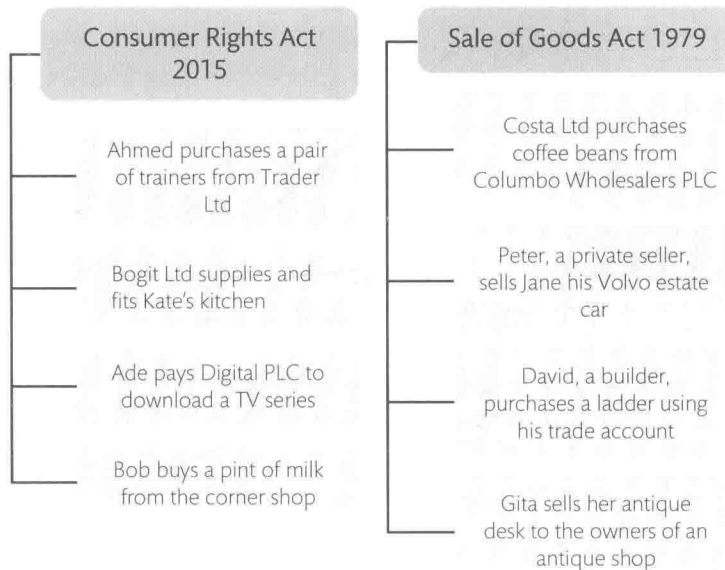 Consumer Rights Act
2015
Ahmed purchases a pair
of trainers from Trader
Ltd
Bogit Ltd supplies and
fits Kate's kitchen
Ade pays Digital PLC to
download a TV series
Bob buys a pint of milk
from the corner shop
Sale of Goods Act 1979
Costa Ltd purchases
coffee beans from
Columbo Wholesalers PLC
Peter, a private seller,
sells Jane his Volvo estate
car
David, a builder,
purchases a ladder using
his trade account
Gita sells her antique
desk to the owners of an
antique shop